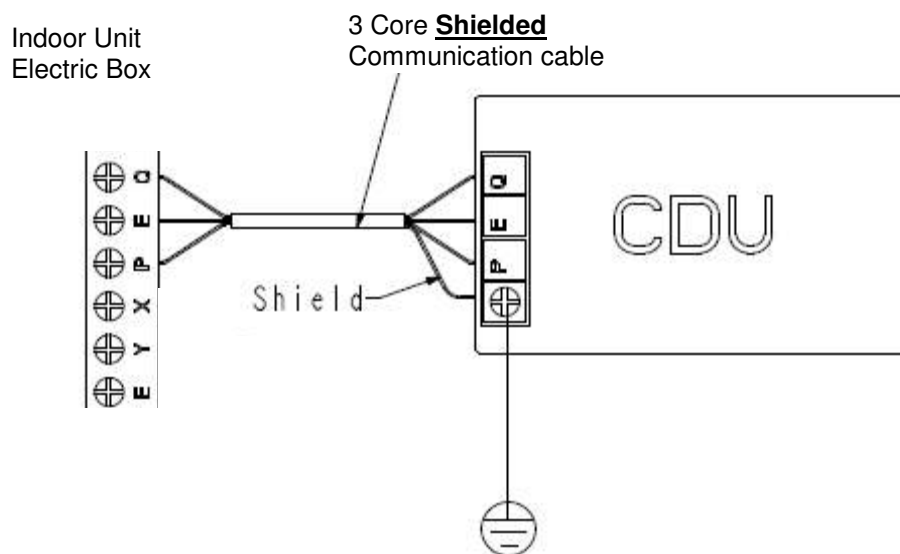 Indoor Unit
Electric Box
3 Core Shielded
Communication cable
Q
E
P
X
Y
E
Q
E
P
CDU
Shield